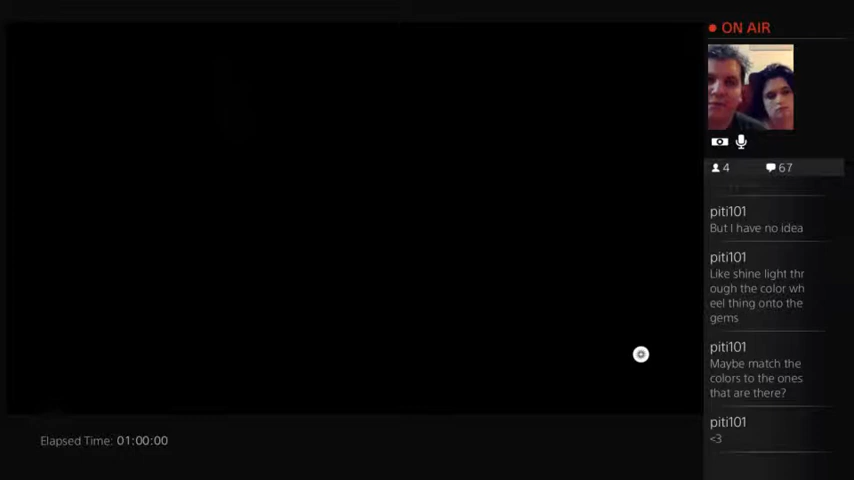 ON AIR
4 67
piti101
But I have no idea
piti101
Like shine light thr
ough the color wh
eel thing onto the
gems
piti101
Maybe match the
colors to the ones
that are there?
piti101
<3
Elapsed Time: 01:00:00